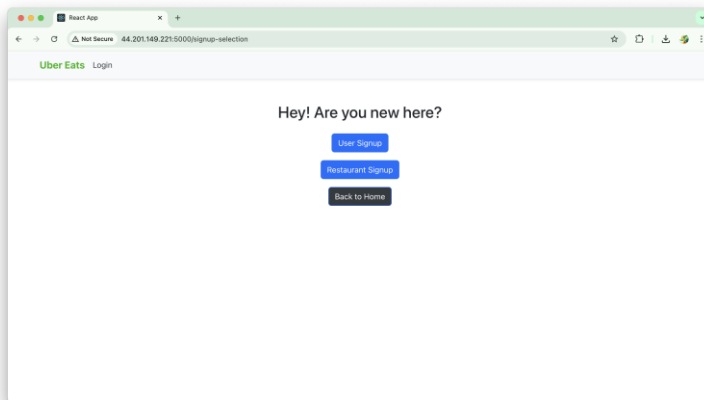 React App
Not Secure 44.201.149.221:5000/signup-selection
Uber Eats Login
Hey! Are you new here?
User Signup
Restaurant Signup
Back to Home